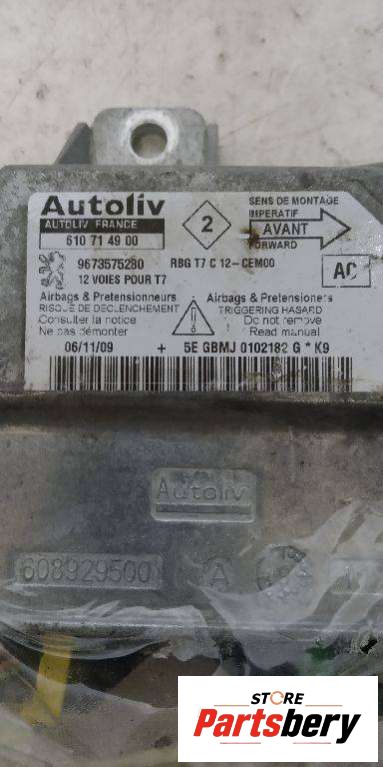 Autoliv
AUTOLIV FRANCE
610 71 49 00
2
SENS DE MONTAGE
IMPERATIF
AVANT
FORWARD
9673575280
RBG T7 C 12-CEM00
12 VOIES POUR T7
AC
Airbags & Pretensionneurs
RISQUE DE DECLENCHEMENT
Consulter la notice
Ne pas démonter
Airbags & Pretensioners
TRIGGERING HASARD
Do not remove
Read manual
06/11/09 + 5E GBMJ 0102182 G * K9
Autoliv
608929500
A
STORE
Partsbery